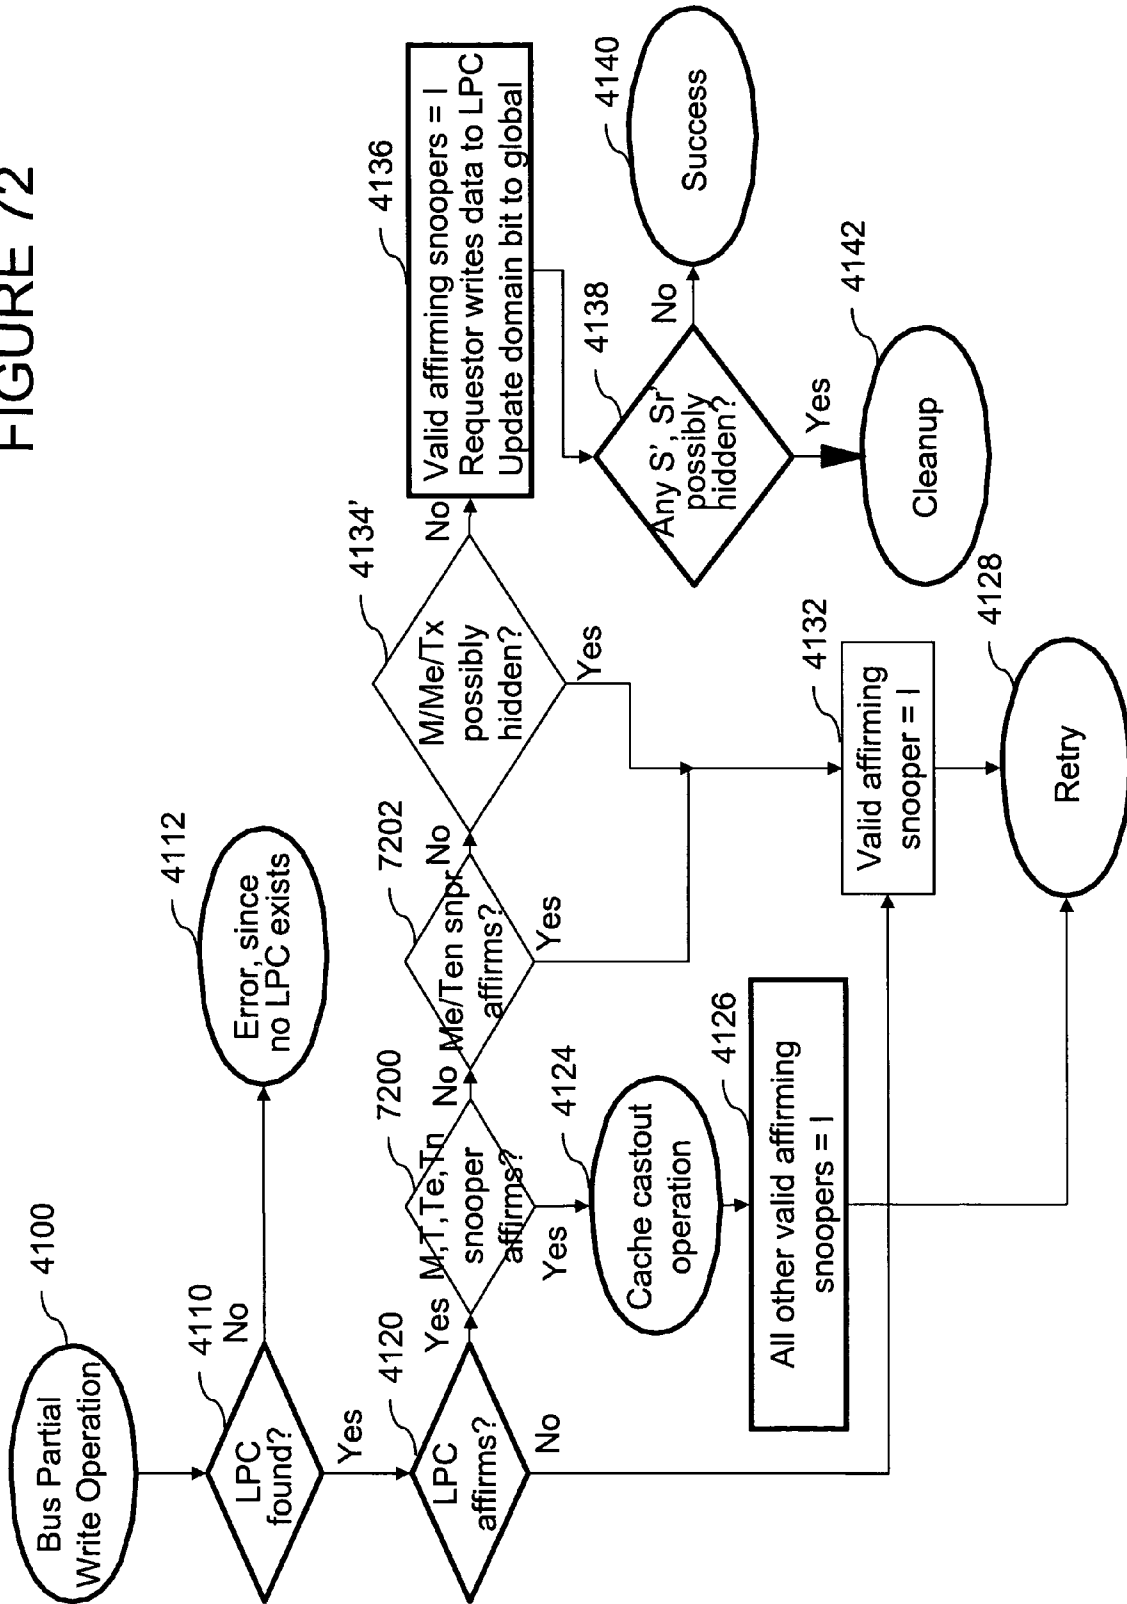 FIGURE 72
4100
Bus Partial
Write Operation
4110
LPC
found?
No
Yes
4112
Error, since
no LPC exists
4120
LPC
affirms?
Yes
No
7200
M,T,Te,Tn
snooper
affirms?
No
Yes
7202
Me/Ten snpr
affirms?
No
Yes
4134'
M/Me/Tx
possibly
hidden?
No
Yes
4136
Valid affirming snoopers = I
Requestor writes data to LPC
Update domain bit to global
4138
Any S', Sr'
possibly
hidden?
No
Yes
4140
Success
4142
Cleanup
4124
Cache castout
operation
4126
All other valid affirming
snoopers = I
4132
Valid affirming
snooper = I
4128
Retry